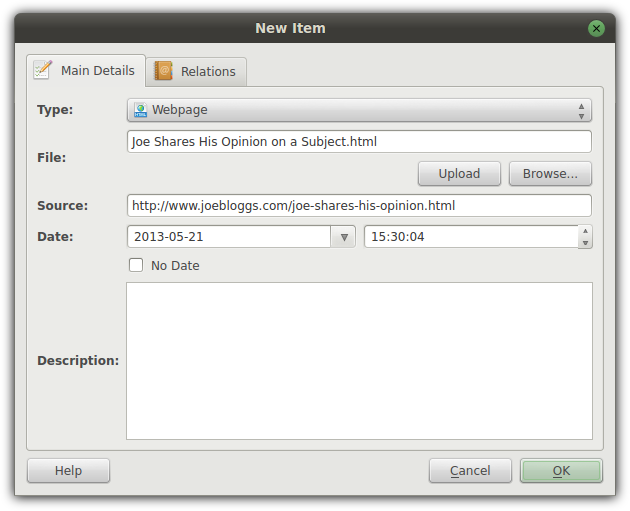 New Item
Main Details Relations
Type: Webpage
Joe Shares His Opinion on a Subject.html
File:
Upload Browse...
Source: http://www.joebloggs.com/joe-shares-his-opinion.html
Date: 2013-05-21 15:30:04
No Date
Description:
Help Cancel OK